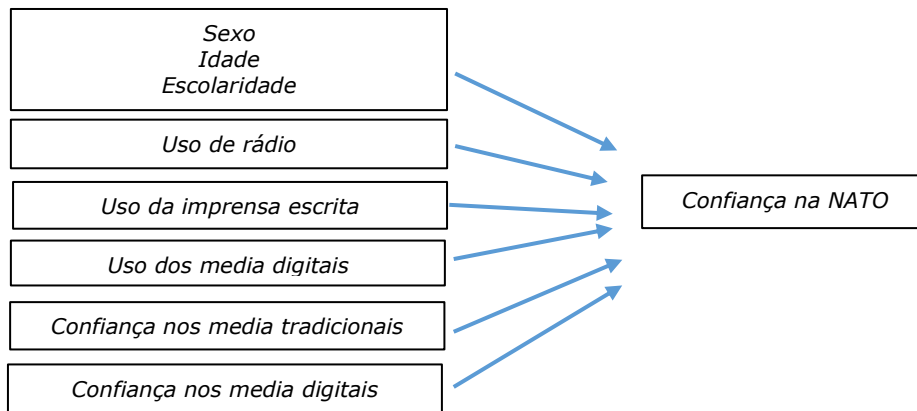 Sexo
Idade
Escolaridade
Uso de rádio
Uso da imprensa escrita
Confiança na NATO
Uso dos media digitais
Confiança nos media tradicionais
Confiança nos media digitais